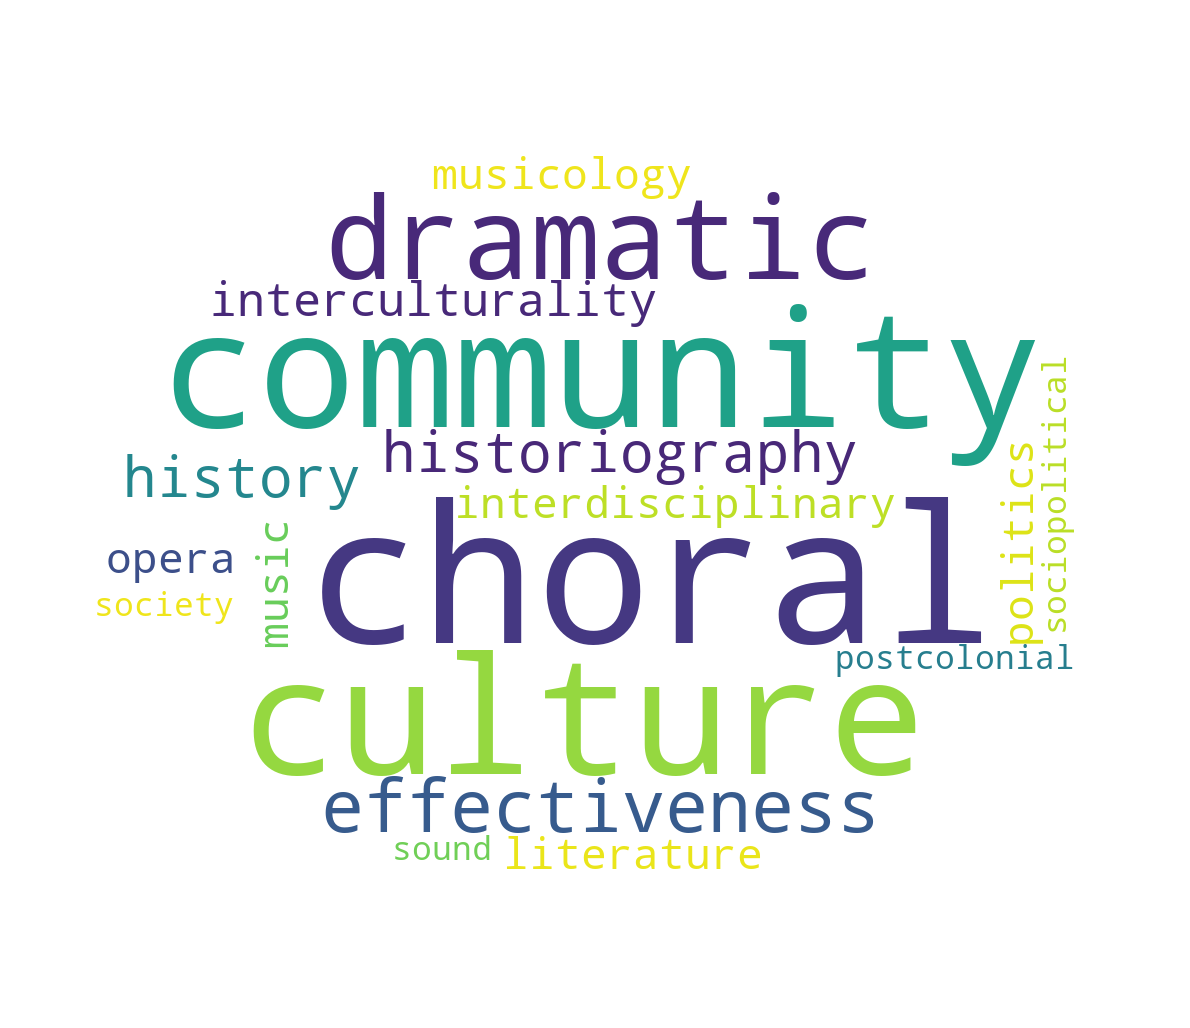 musicology
dramatic
interculturality
community
historiography
history
interdisciplinary
sociopolitical
politics
choral
music
opera
society
postcolonial
culture
effectiveness
sound
literature